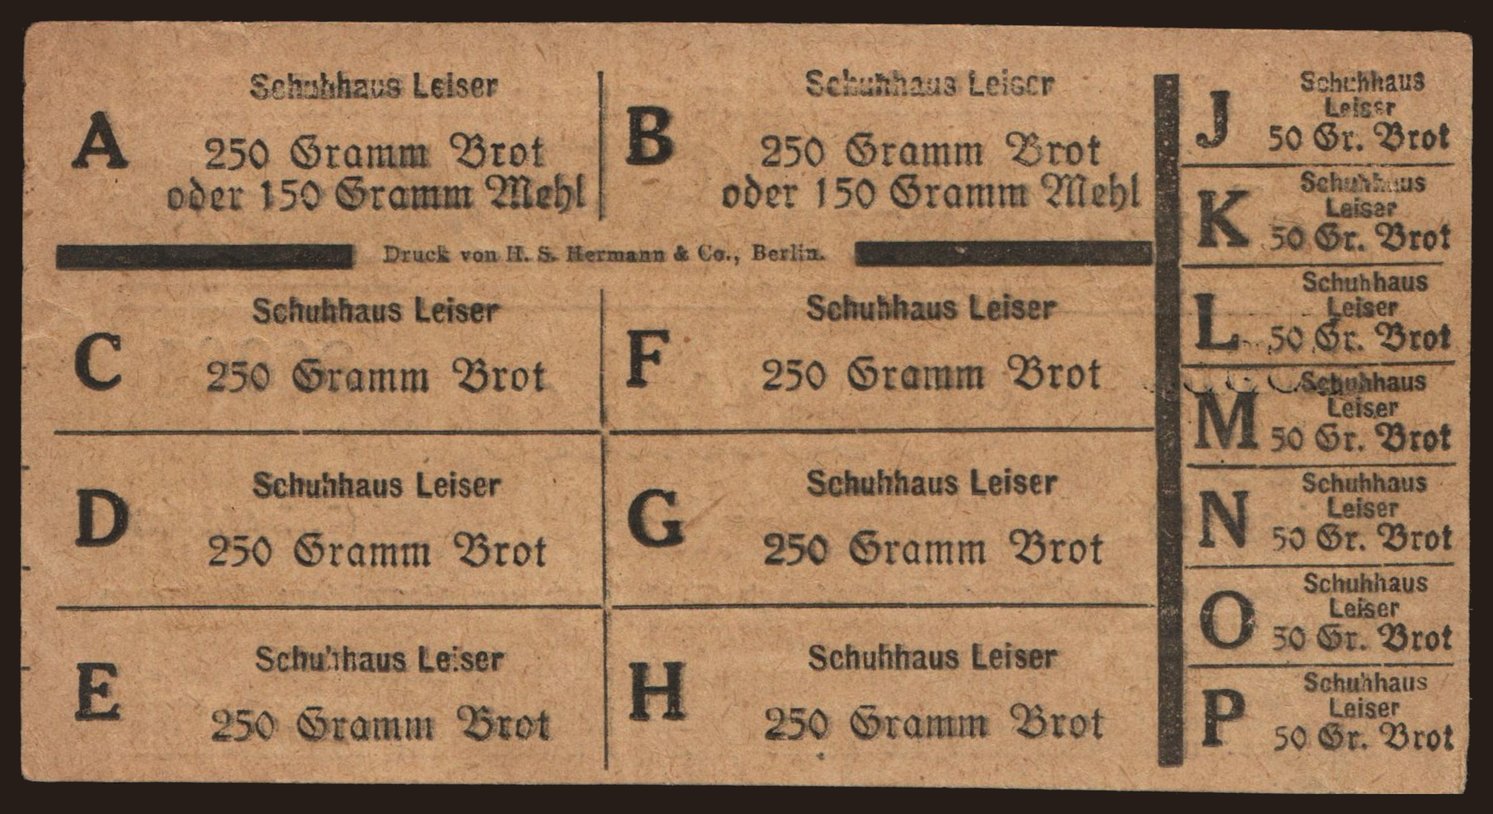 A
Schuhhaus Leiser
250 Gramm Brot
oder 150 Gramm Mehl
B
Schuhhaus Leiser
250 Gramm Brot
oder 150 Gramm Mehl
Druck von H. S. Hermann & Co., Berlin.
C
Schuhhaus Leiser
250 Gramm Brot
F
Schuhhaus Leiser
250 Gramm Brot
D
Schuhhaus Leiser
250 Gramm Brot
G
Schuhhaus Leiser
250 Gramm Brot
E
Schuhhaus Leiser
250 Gramm Brot
H
Schuhhaus Leiser
250 Gramm Brot
J
Schuhhaus
Leiser
50 Gr. Brot
K
Schuhhaus
Leiser
50 Gr. Brot
L
Schuhhaus
Leiser
50 Gr. Brot
M
Schuhhaus
Leiser
50 Gr. Brot
N
Schuhhaus
Leiser
50 Gr. Brot
O
Schuhhaus
Leiser
50 Gr. Brot
P
Schuhhaus
Leiser
50 Gr. Brot